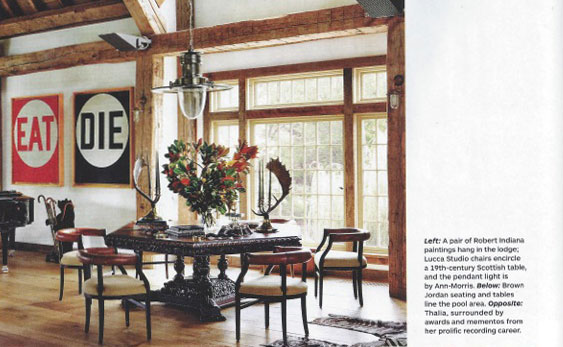 EAT
DIE
Left: A pair of Robert Indiana
paintings hang in the lodge;
Lucca Studio chairs encircle
a 19th-century Scottish table,
and the pendant light is
by Ann-Morris. Below: Brown
Jordan seating and tables
line the pool area. Opposite:
Thalia, surrounded by
awards and mementos from
her prolific recording career.